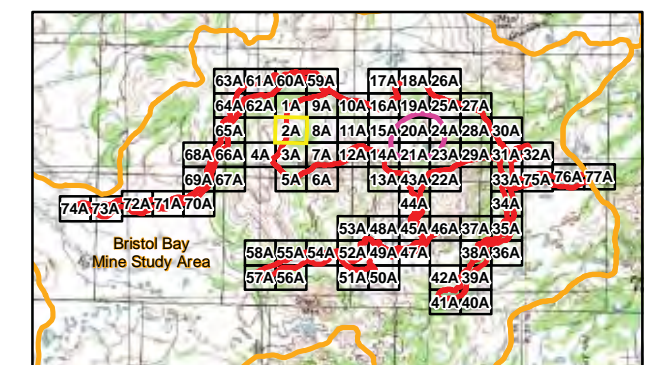 63A 61A 60A 59A 17A 18A 26A
64A 62A 1A 9A 10A 16A 19A 25A 27A
65A 2A 8A 11A 15A 20A 24A 28A 30A
68A 66A 4A 3A 7A 12A 14A 21A 23A 29A 31A 32A
69A 67A 5A 6A 13A 43A 22A 33A 75A 76A 77A
74A 73A 72A 71A 70A 44A 34A
53A 48A 45A 46A 37A 35A
Bristol Bay
Mine Study Area
58A 55A 54A 52A 49A 47A 38A 36A
57A 56A 51A 50A 42A 39A
41A 40A